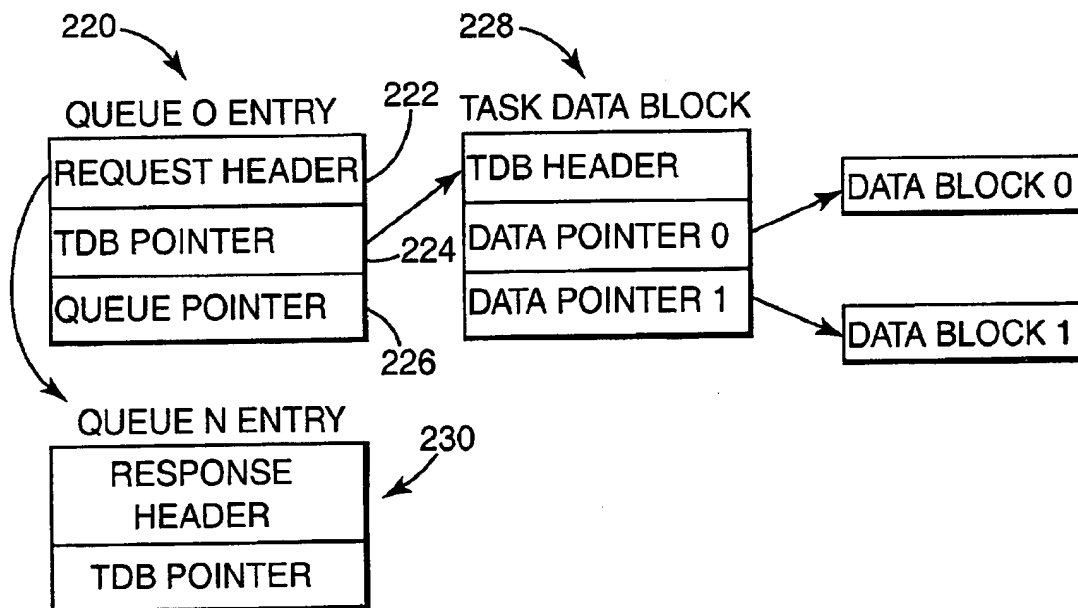 220
QUEUE O ENTRY
222
REQUEST HEADER
TDB POINTER
224
QUEUE POINTER
226
228
TASK DATA BLOCK
TDB HEADER
DATA POINTER 0
DATA POINTER 1
DATA BLOCK 0
DATA BLOCK 1
QUEUE N ENTRY
230
RESPONSE
HEADER
TDB POINTER